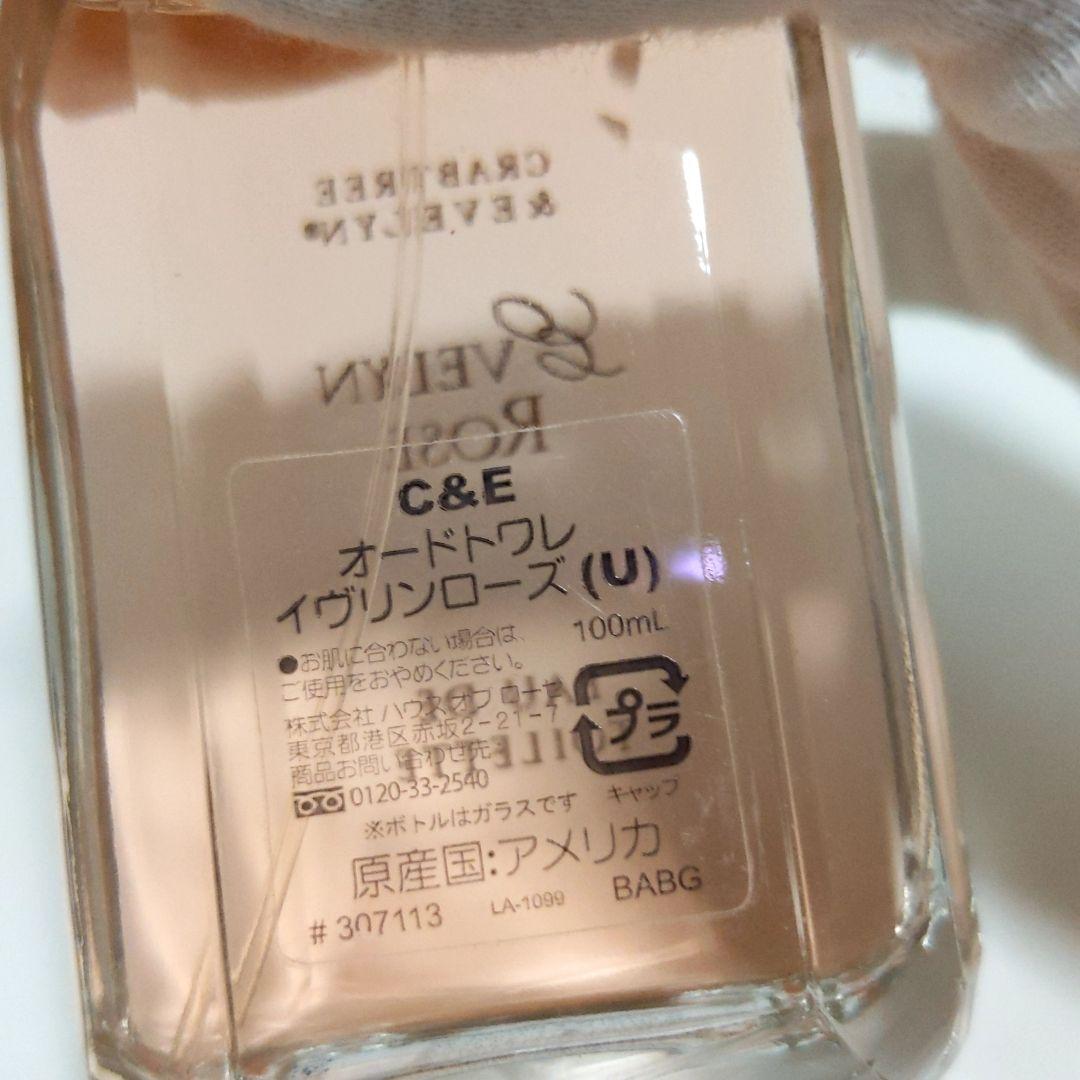 CRABTREE
& EVELYN®
EVELYN
ROSE
C&E
オードトワレ
イヴリンローズ (U)
100mL
●お肌に合わない場合は、
ご使用をおやめください。
株式会社 ハウス オブ ローゼ
東京都港区赤坂2-21-7
商品お問い合わせ先
0120-33-2540
プラ
キャップ
※ボトルはガラスです
原産国:アメリカ
# 307113 LA-1099 BABG
EAU DE
TOILETTE